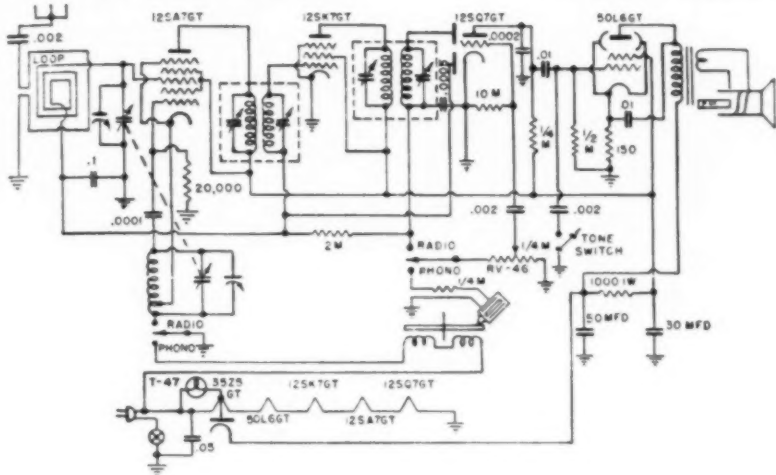 12SA7GT
12SK7GT
12SQ7GT
50L6GT
.002
LOOP
.0002
.01
.0005
10 M
.01
1/4 M
1/2 M
150
.1
20,000
.0001
.002
.002
2 M
RADIO
1/4 M
TONE SWITCH
PHONO
RV-46
1/4 M
1000.1W
RADIO
50 MFD
30 MFD
PHONO
T-47
35Z5 GT
12SK7GT
12SQ7GT
50L6GT
12SA7GT
.05